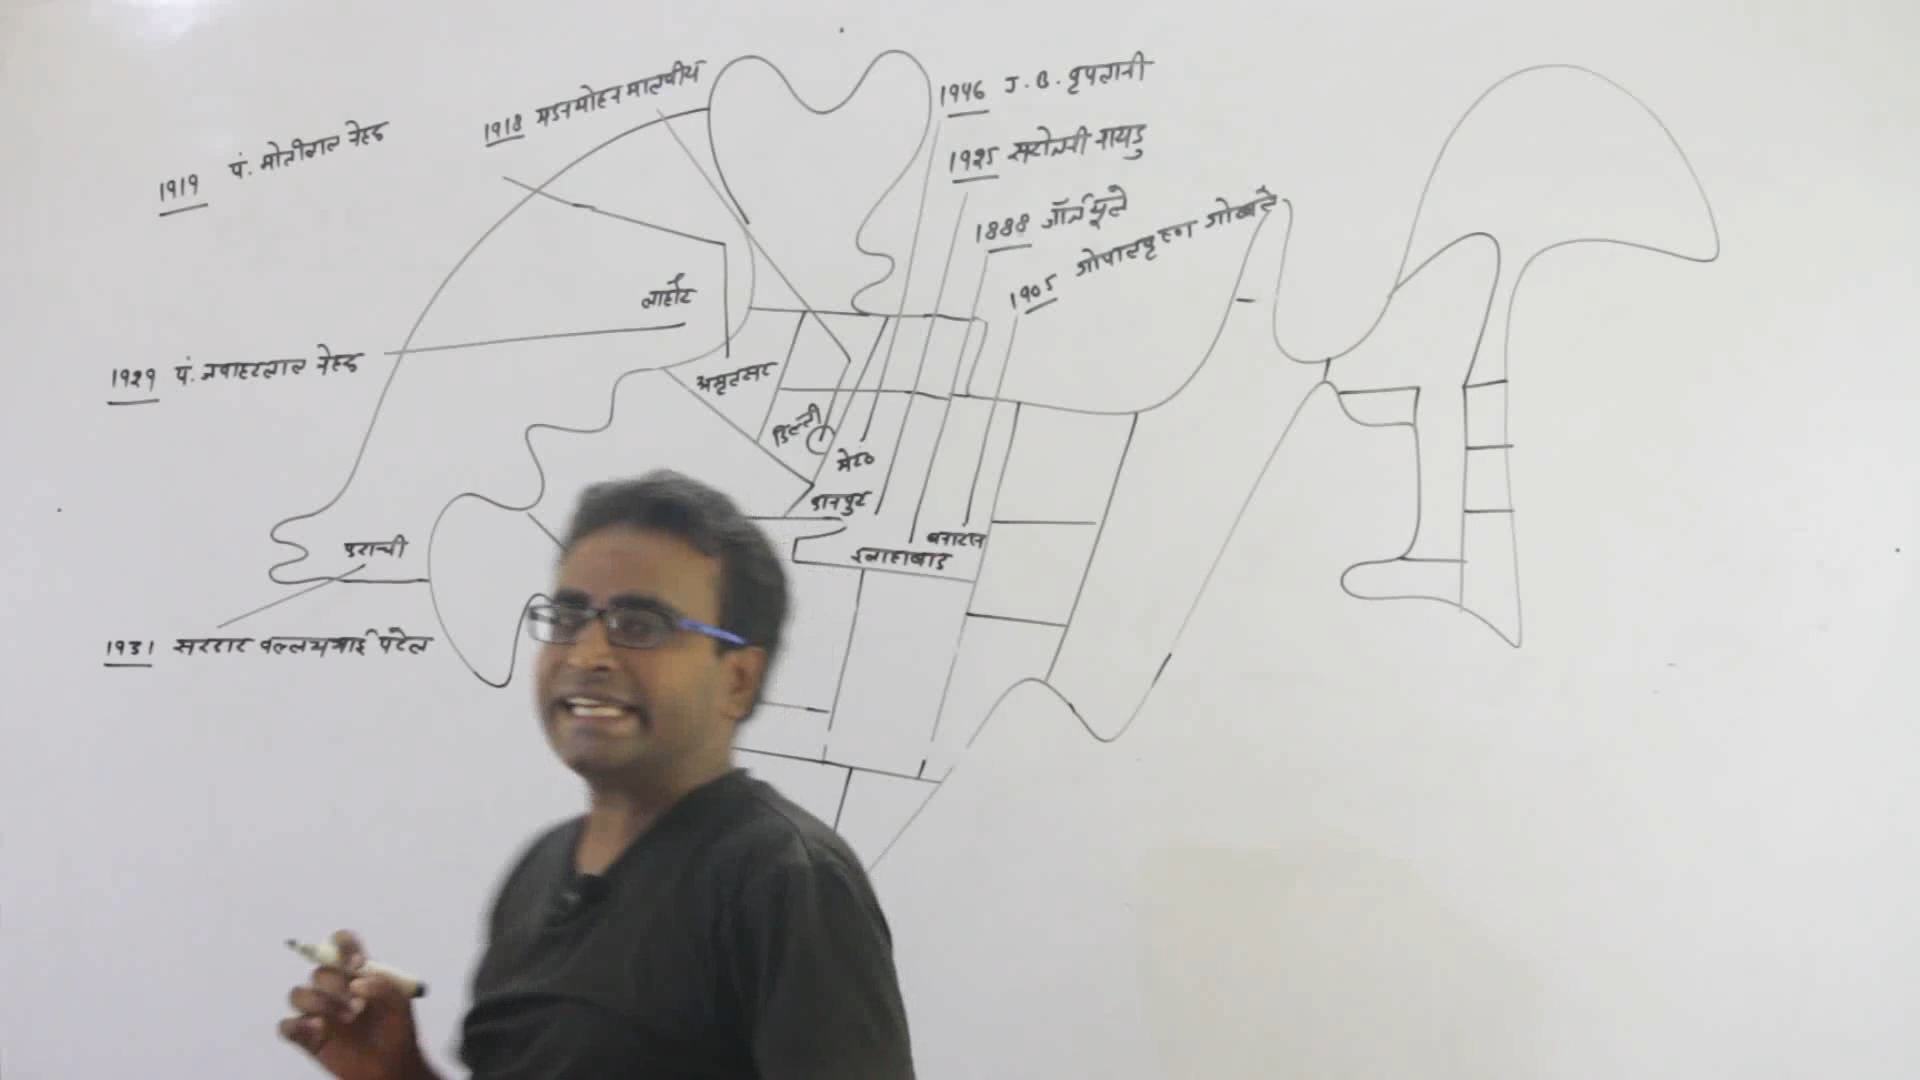 1919 पं. मोतीलाल नेहरू
1918 मदनमोहन मालवीय
1946 J. B. कृपलानी
1925 सरोजनी नायडु
1888 जॉर्ज यूले
1905 गोपालकृष्ण गोखले
लाहौर
1929 पं. जवाहरलाल नेहरू
अमृतसर
दिल्ली
मेरठ
कानपुर
बनारस
इलाहाबाद
कराची
1931 सरदार वल्लभभाई पटेल